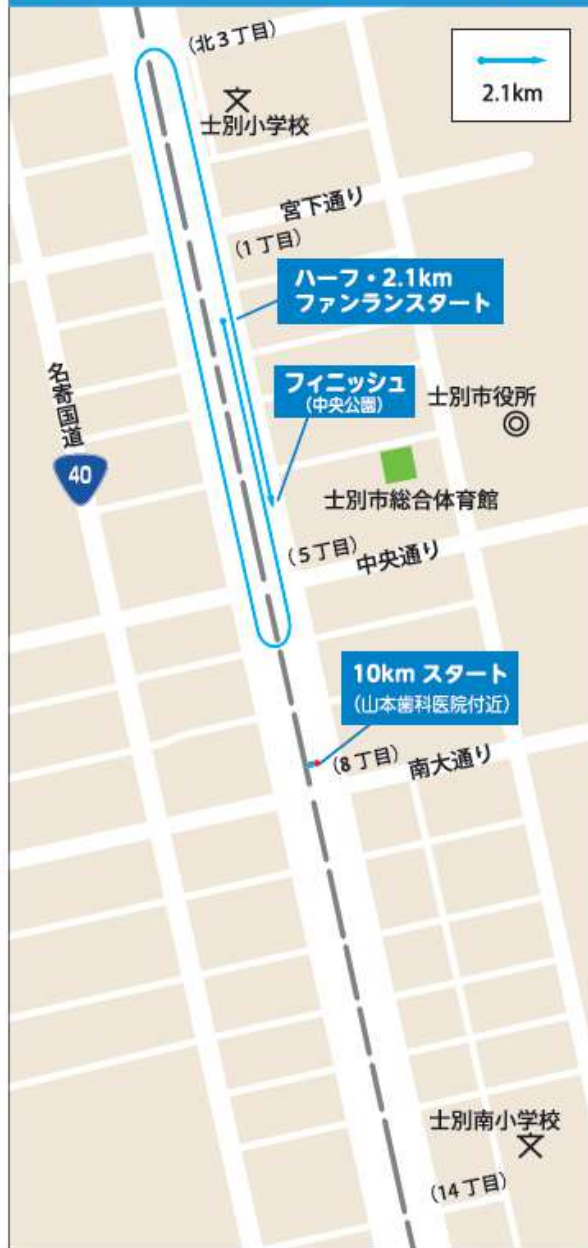 (北3丁目)
2.1km
士別小学校
宮下通り
(1丁目)
ハーフ・2.1km
ファンランスタート
名寄国道
40
フィニッシュ
(中央公園)
士別市役所
士別市総合体育館
(5丁目)
中央通り
10km スタート
(山本歯科医院付近)
(8丁目)
南大通り
士別南小学校
(14丁目)